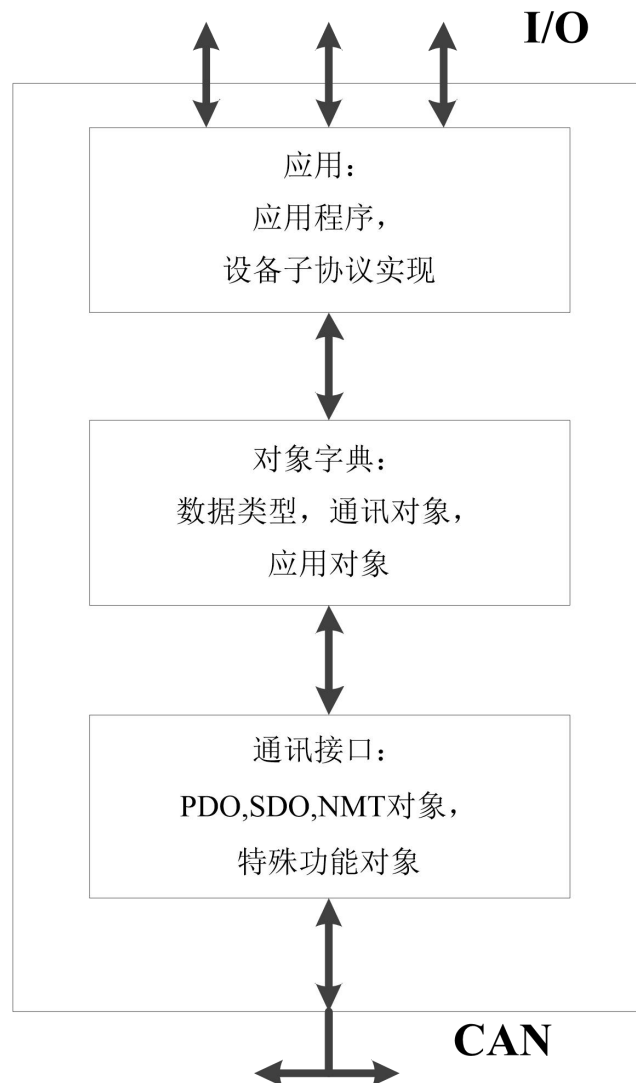 I/O
应用：
应用程序，
设备子协议实现
对象字典：
数据类型，通讯对象，
应用对象
通讯接口：
PDO,SDO,NMT对象，
特殊功能对象
CAN